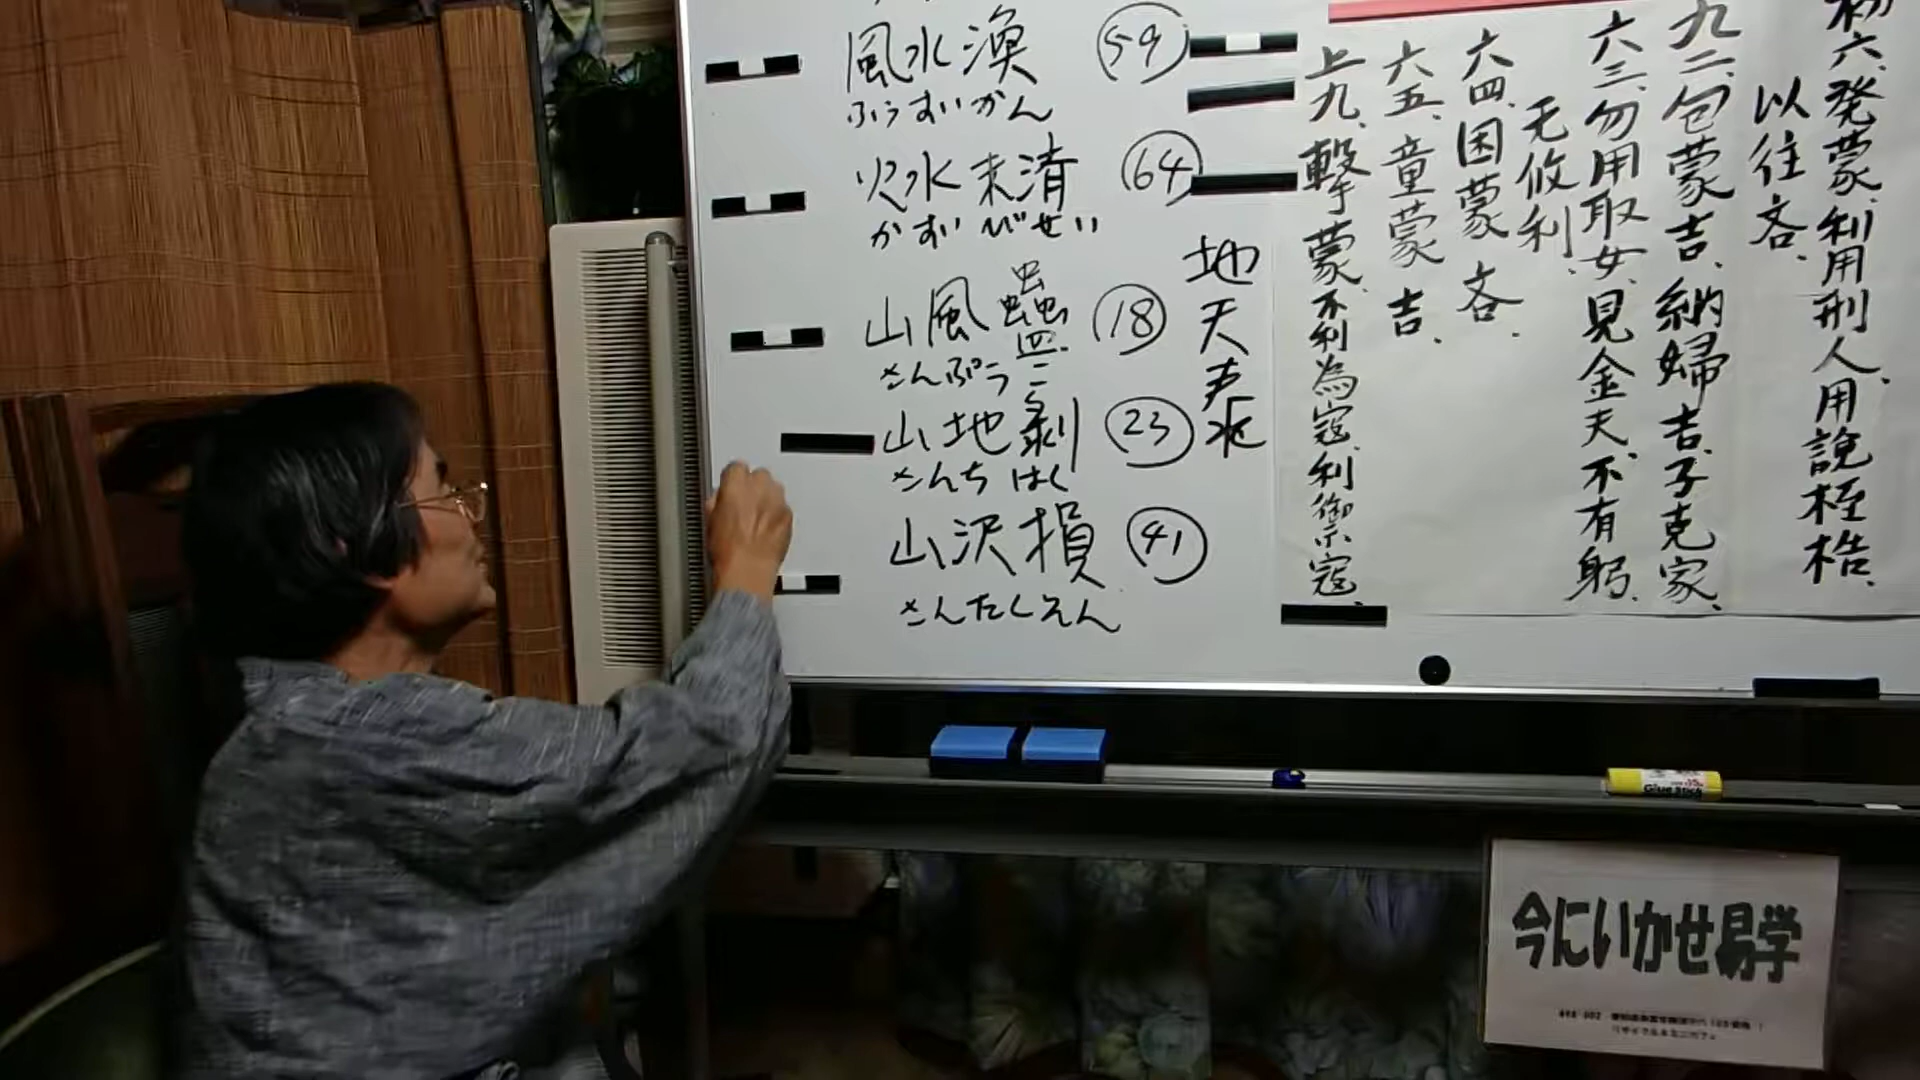 風水渙 59
ふうすいかん
火水未済 64
かすいびせい
山風蠱 18
さんぷうこ
山地剥 23
さんちはく
山沢損 41
さんたくそん
地天泰
初六、発蒙、利用刑人、用説桎梏、
以往吝、
九二、包蒙吉、納婦吉、子克家、
六三、勿用取女、見金夫、不有躬、
无攸利、
六四、困蒙、吝、
六五、童蒙、吉、
上九、撃蒙、不利為寇、利禦寇、
Glue Stick
今にいかせ易学